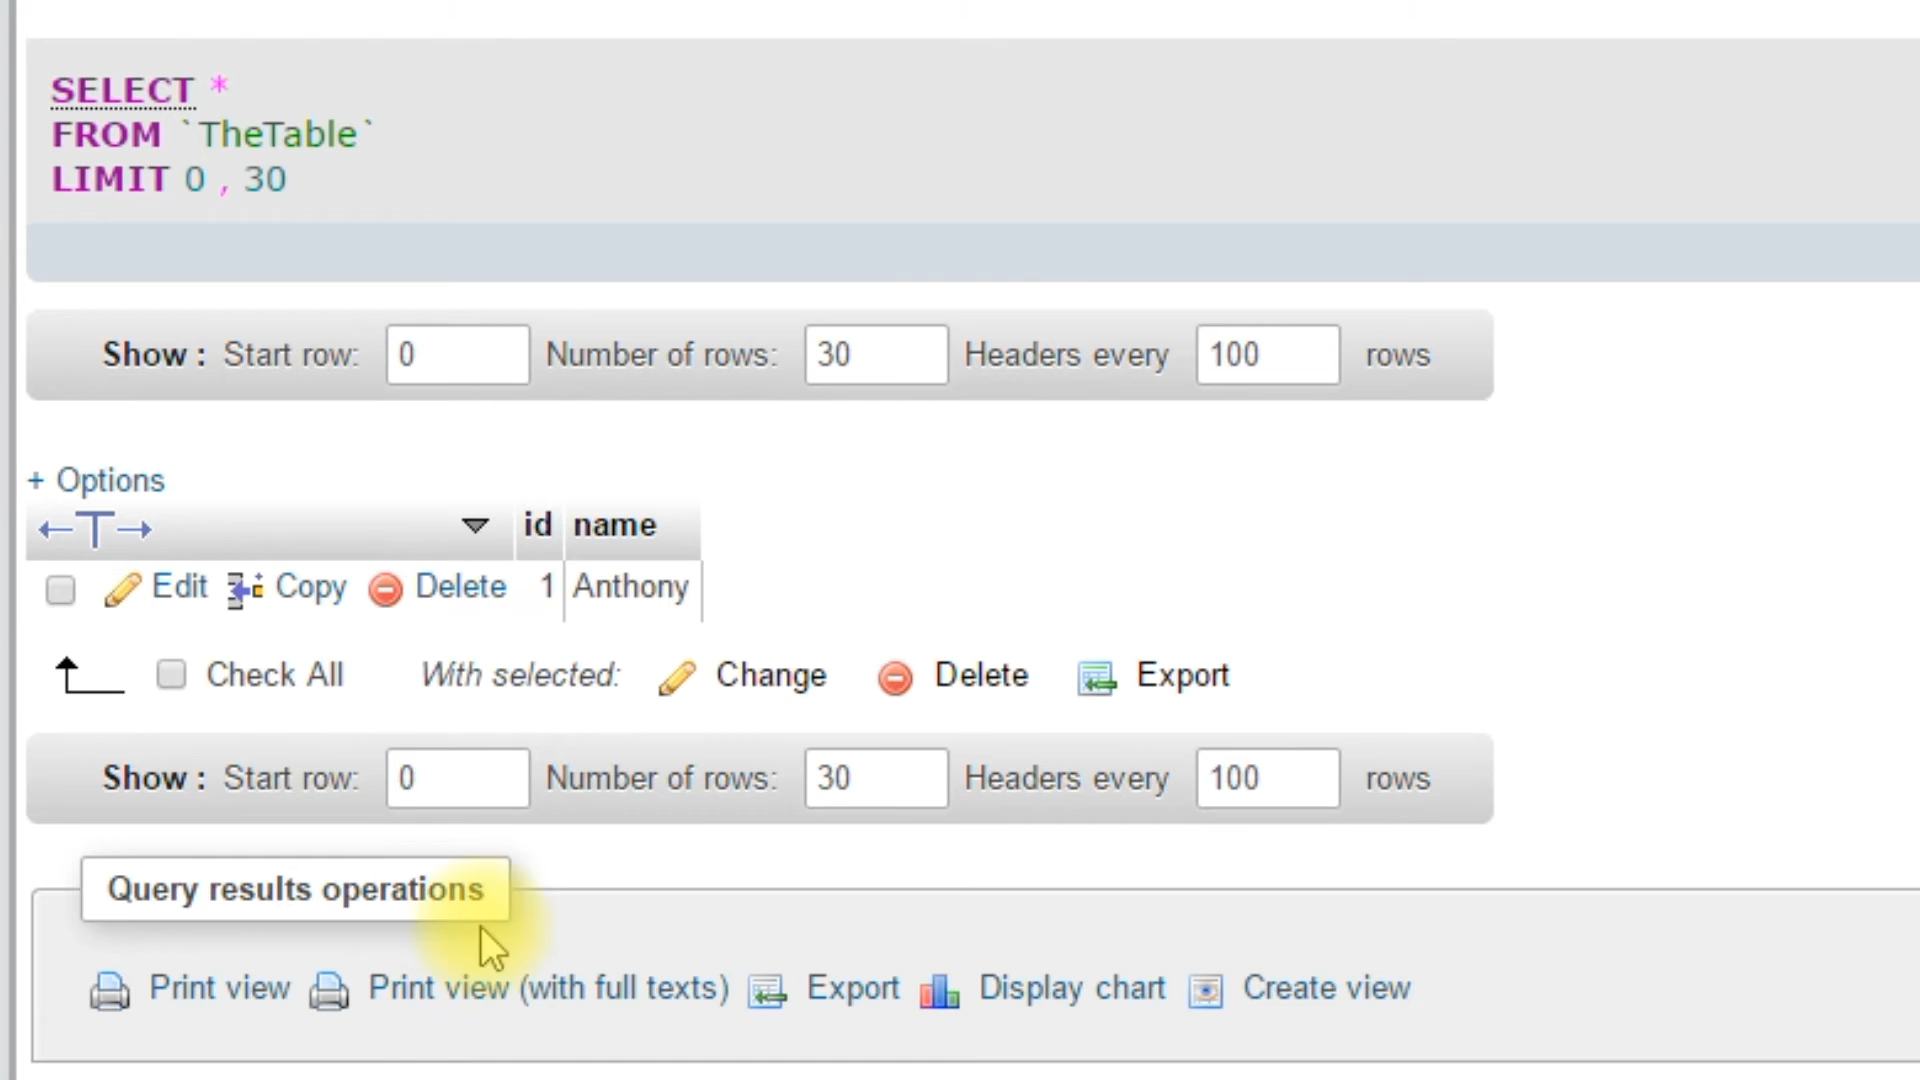 SELECT *
FROM `TheTable`
LIMIT 0 , 30
Show : Start row: 0 Number of rows: 30 Headers every 100 rows
+ Options
←T→ id name
Edit Copy Delete 1 Anthony
Check All With selected: Change Delete Export
Show : Start row: 0 Number of rows: 30 Headers every 100 rows
Query results operations
Print view Print view (with full texts) Export Display chart Create view